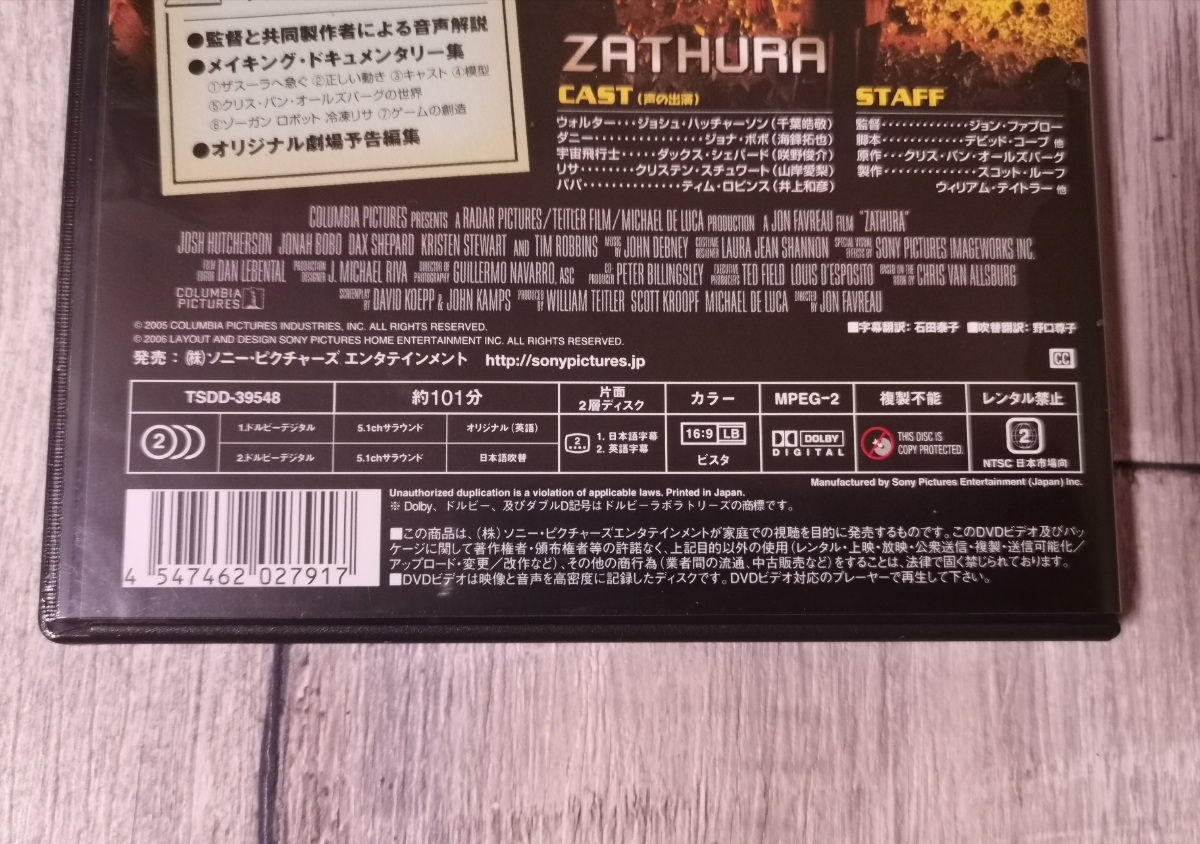 ●監督と共同製作者による音声解説
●メイキング・ドキュメンタリー集
①ザスーラへ急ぐ ②正しい動き ③キャスト ④模型
⑤クリス・バン・オールズバーグの世界
⑥ゾーガン ロボット 冷凍リサ ⑦ゲームの創造
●オリジナル劇場予告編集
ZATHURA
CAST(声の出演)
ウォルター・・・ジョシュ・ハッチャーソン(千葉皓敬)
ダニー・・・・・・・・・・・・ジョナ・ボボ(海鋒拓也)
宇宙飛行士・・・・・ダックス・シェパード(咲野俊介)
リサ・・・・・・・・クリステン・スチュワート(山岸愛梨)
パパ・・・・・・・・・・・・・ティム・ロビンス(井上和彦)
STAFF
監督・・・・・・・・・・・・・ジョン・ファブロー
脚本・・・・・・・・・・・・デビッド・コープ 他
原作・・・クリス・バン・オールズバーグ
製作・・・・・・・・・・・・・スコット・ルーフ
ウィリアム・テイトラー 他
COLUMBIA PICTURES PRESENTS A RADAR PICTURES/TEITLER FILM/MICHAEL DE LUCA PRODUCTION A JON FAVREAU FILM "ZATHURA"
JOSH HUTCHERSON JONAH BOBO DAX SHEPARD KRISTEN STEWART AND TIM ROBBINS MUSIC BY JOHN DEBNEY COSTUME DESIGNER LAURA JEAN SHANNON SPECIAL VISUAL EFFECTS BY SONY PICTURES IMAGEWORKS INC.
FILM EDITOR DAN LEBENTAL PRODUCTION DESIGNER J. MICHAEL RIVA DIRECTOR OF PHOTOGRAPHY GUILLERMO NAVARRO, ASC CO-PRODUCER PETER BILLINGSLEY EXECUTIVE PRODUCERS TED FIELD LOUIS D'ESPOSITO BASED ON THE BOOK BY CHRIS VAN ALLSBURG
COLUMBIA PICTURES SCREENPLAY BY DAVID KOEPP & JOHN KAMPS PRODUCED BY WILLIAM TEITLER SCOTT KROOPF MICHAEL DE LUCA DIRECTED BY JON FAVREAU
© 2005 COLUMBIA PICTURES INDUSTRIES, INC. ALL RIGHTS RESERVED.
© 2006 LAYOUT AND DESIGN SONY PICTURES HOME ENTERTAINMENT INC. ALL RIGHTS RESERVED.
■字幕翻訳：石田泰子 ■吹替翻訳：野口尊子
発売：(株)ソニー・ピクチャーズ エンタテインメント http://sonypictures.jp
CC
TSDD-39548
約101分
片面
2層ディスク
カラー
MPEG-2
複製不能
レンタル禁止
2
1.ドルビーデジタル 5.1chサラウンド オリジナル(英語)
2.ドルビーデジタル 5.1chサラウンド 日本語吹替
2
1. 日本語字幕
2. 英語字幕
16:9 LB
ビスタ
DOLBY
DIGITAL
THIS DISC IS
COPY PROTECTED.
2
NTSC 日本市場向
Manufactured by Sony Pictures Entertainment (Japan) Inc.
4 547462 027917
Unauthorized duplication is a violation of applicable laws. Printed in Japan.
※ Dolby、ドルビー、及びダブルD記号はドルビーラボラトリーズの商標です。
■この商品は、(株)ソニー・ピクチャーズエンタテインメントが家庭での視聴を目的に発売するものです。このDVDビデオ及びパッ
ケージに関して著作権者・頒布権者等の許諾なく、上記目的以外の使用(レンタル・上映・放映・公衆送信・複製・送信可能化／
アップロード・変更／改作など)、その他の商行為(業者間の流通、中古販売など)をすることは、法律で固く禁じられております。
■DVDビデオは映像と音声を高密度に記録したディスクです。DVDビデオ対応のプレーヤーで再生して下さい。